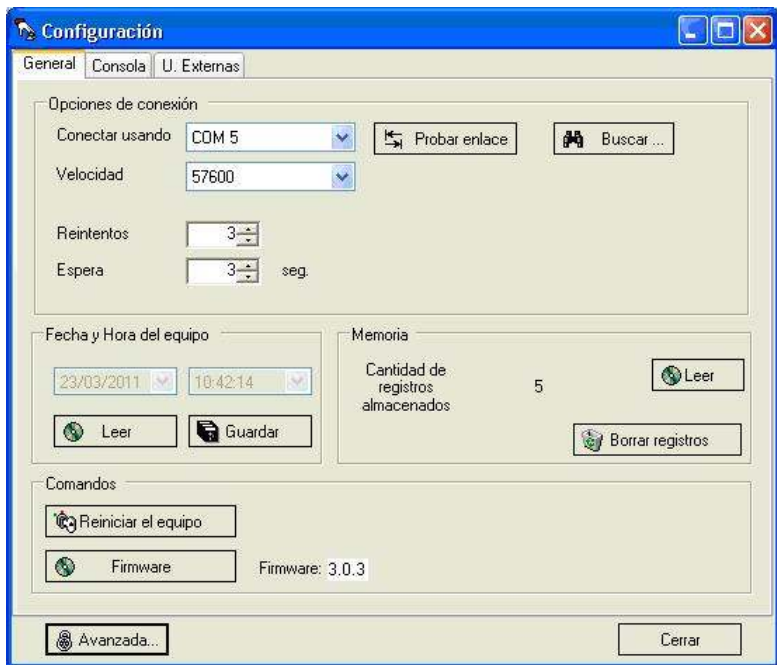 Configuración
General Consola U. Externas
Opciones de conexión
Conectar usando COM 5 Probar enlace Buscar ...
Velocidad 57600
Reintentos 3
Espera 3 seg.
Fecha y Hora del equipo
23/03/2011 10:42:14
Leer Guardar
Memoria
Cantidad de registros almacenados 5 Leer
Borrar registros
Comandos
Reiniciar el equipo
Firmware Firmware: 3.0.3
Avanzada... Cerrar